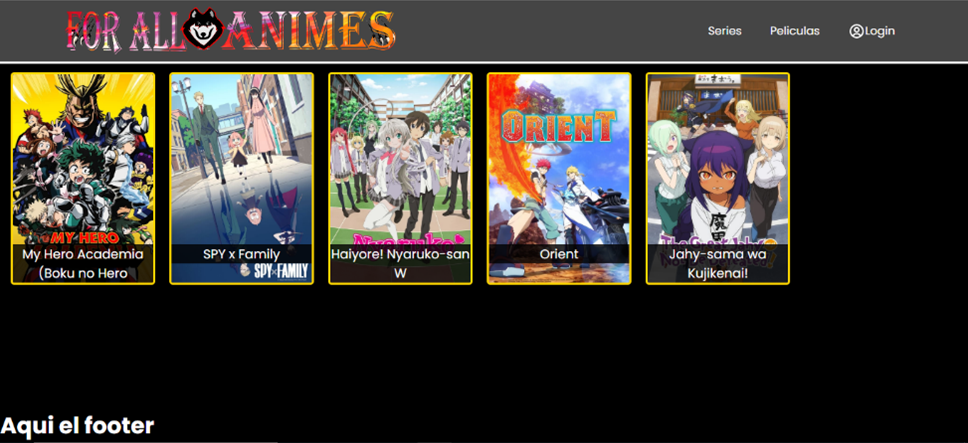 FOR ALL ANIMES
Series
Peliculas
Login
MY HERO
My Hero Academia
(Boku no Hero
SPY x Family
SPY×FAMILY
Haiyore! Nyaruko-san
W
ORIENT
Orient
Jahy-sama wa
Kujikenai!
Aqui el footer